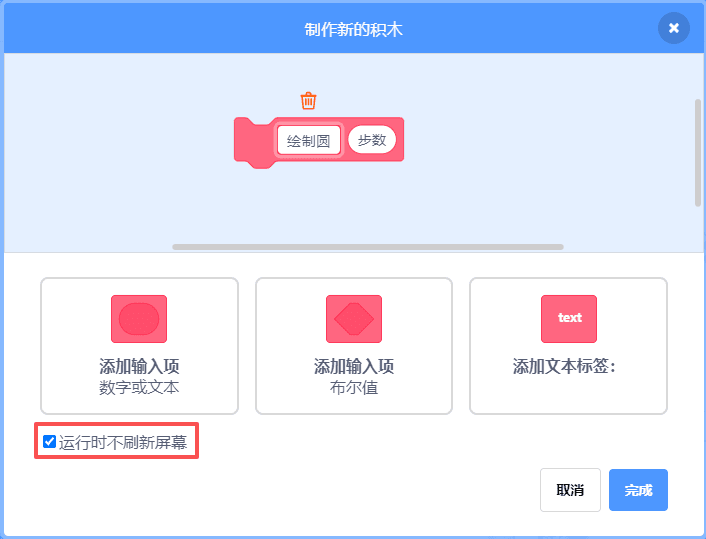 制作新的积木
绘制圆 步数
text
添加输入项 添加输入项 添加文本标签：
数字或文本 布尔值
运行时不刷新屏幕
取消 完成